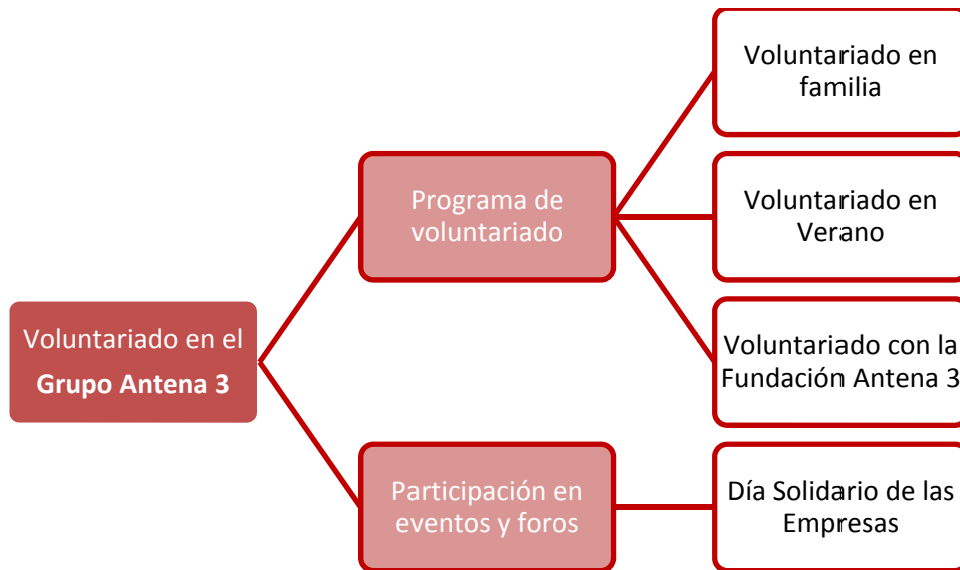 Voluntariado en el
Grupo Antena 3
Programa de
voluntariado
Voluntariado en
familia
Voluntariado en
Verano
Voluntariado con la
Fundación Antena 3
Participación en
eventos y foros
Día Solidario de las
Empresas